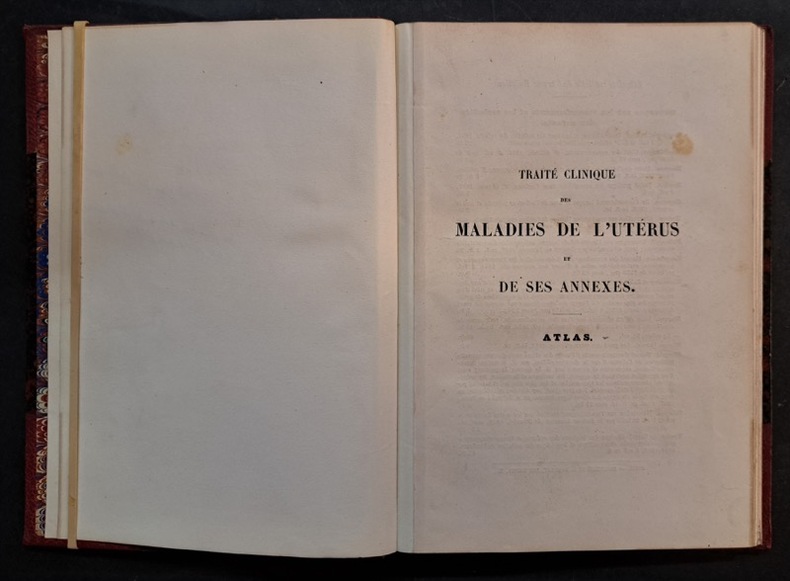 TRAITÉ CLINIQUE
DES
MALADIES DE L'UTÉRUS
ET
DE SES ANNEXES.
ATLAS.